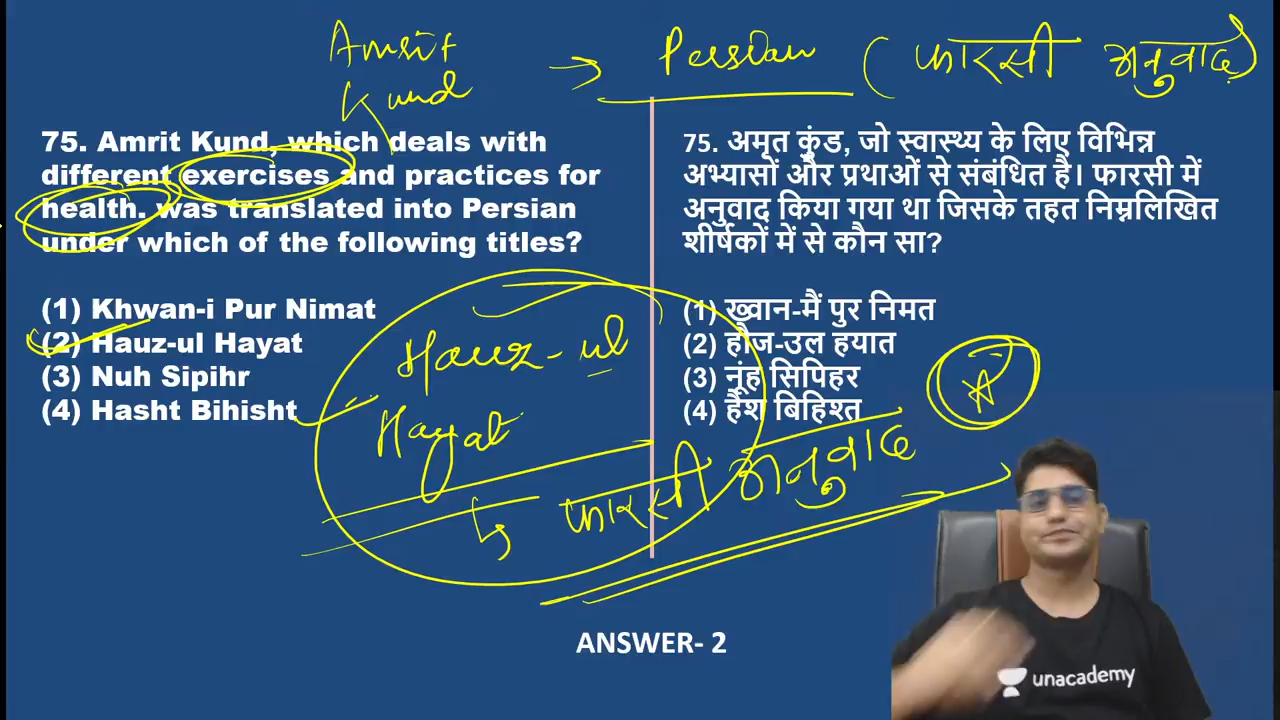 Amrit Kund → Persian ( फारसी अनुवाद)
75. Amrit Kund, which deals with
different exercises and practices for
health. was translated into Persian
under which of the following titles?
(1) Khwan-i Pur Nimat
(2) Hauz-ul Hayat
(3) Nuh Sipihr
(4) Hasht Bihisht
75. अमृत कुंड, जो स्वास्थ्य के लिए विभिन्न
अभ्यासों और प्रथाओं से संबंधित है। फारसी में
अनुवाद किया गया था जिसके तहत निम्नलिखित
शीर्षकों में से कौन सा?
(1) ख्वान-मैं पुर निमत
(2) हौज-उल हयात
(3) नूंह सिपिहर
(4) हैश बिहिश्त
Hauz-ul
Hayat
↳ फारसी अनुवाद
ANSWER- 2
unacademy